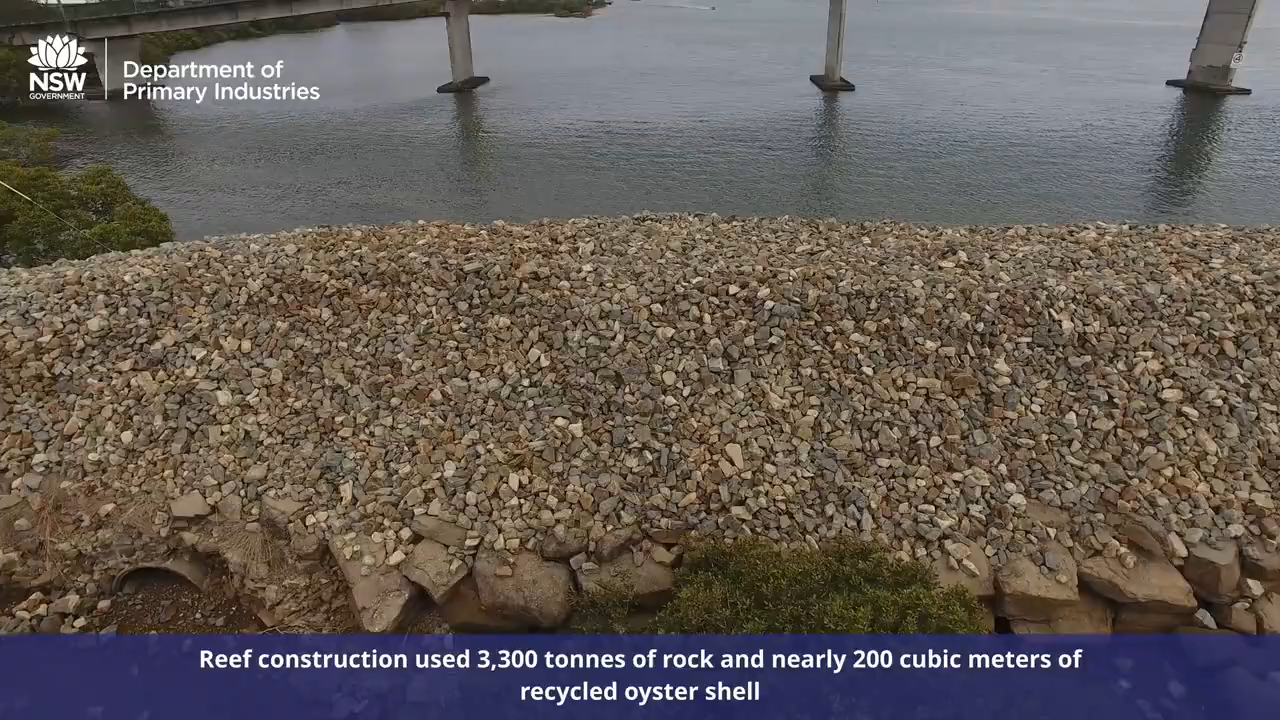 NSW
GOVERNMENT
Department of
Primary Industries
Reef construction used 3,300 tonnes of rock and nearly 200 cubic meters of
recycled oyster shell